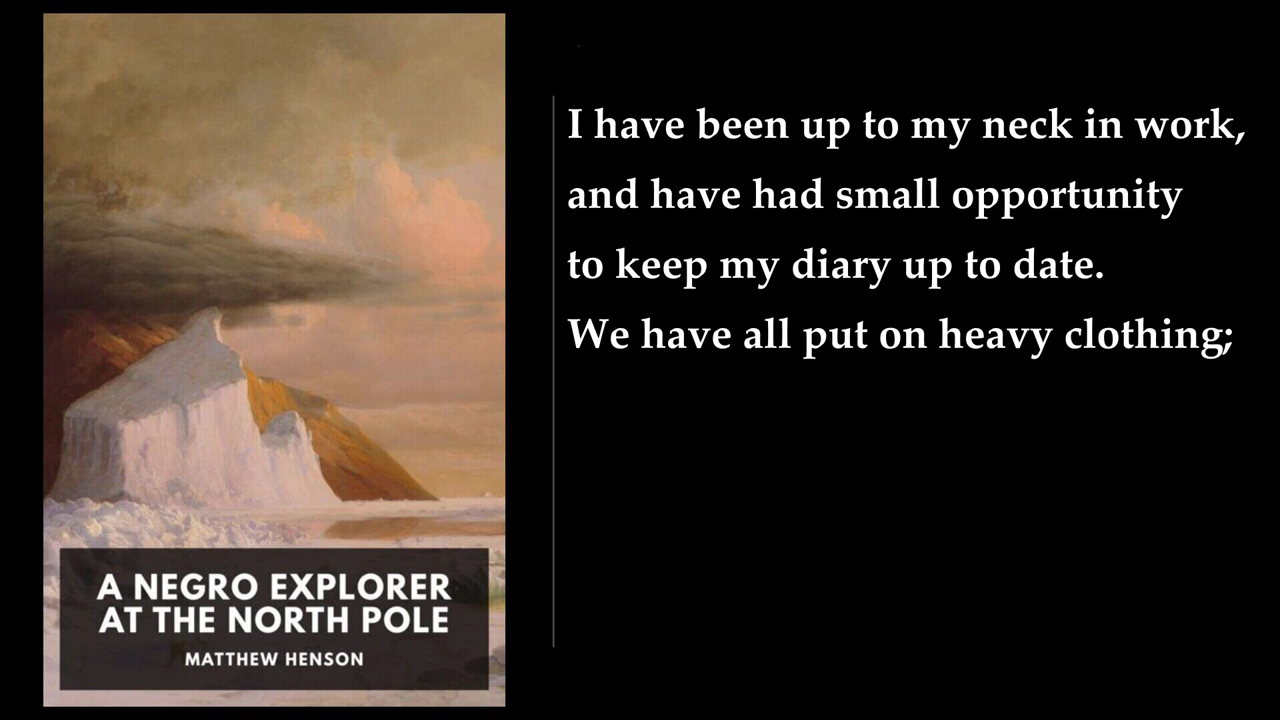 I have been up to my neck in work,
and have had small opportunity
to keep my diary up to date.
We have all put on heavy clothing;
A NEGRO EXPLORER
AT THE NORTH POLE
MATTHEW HENSON